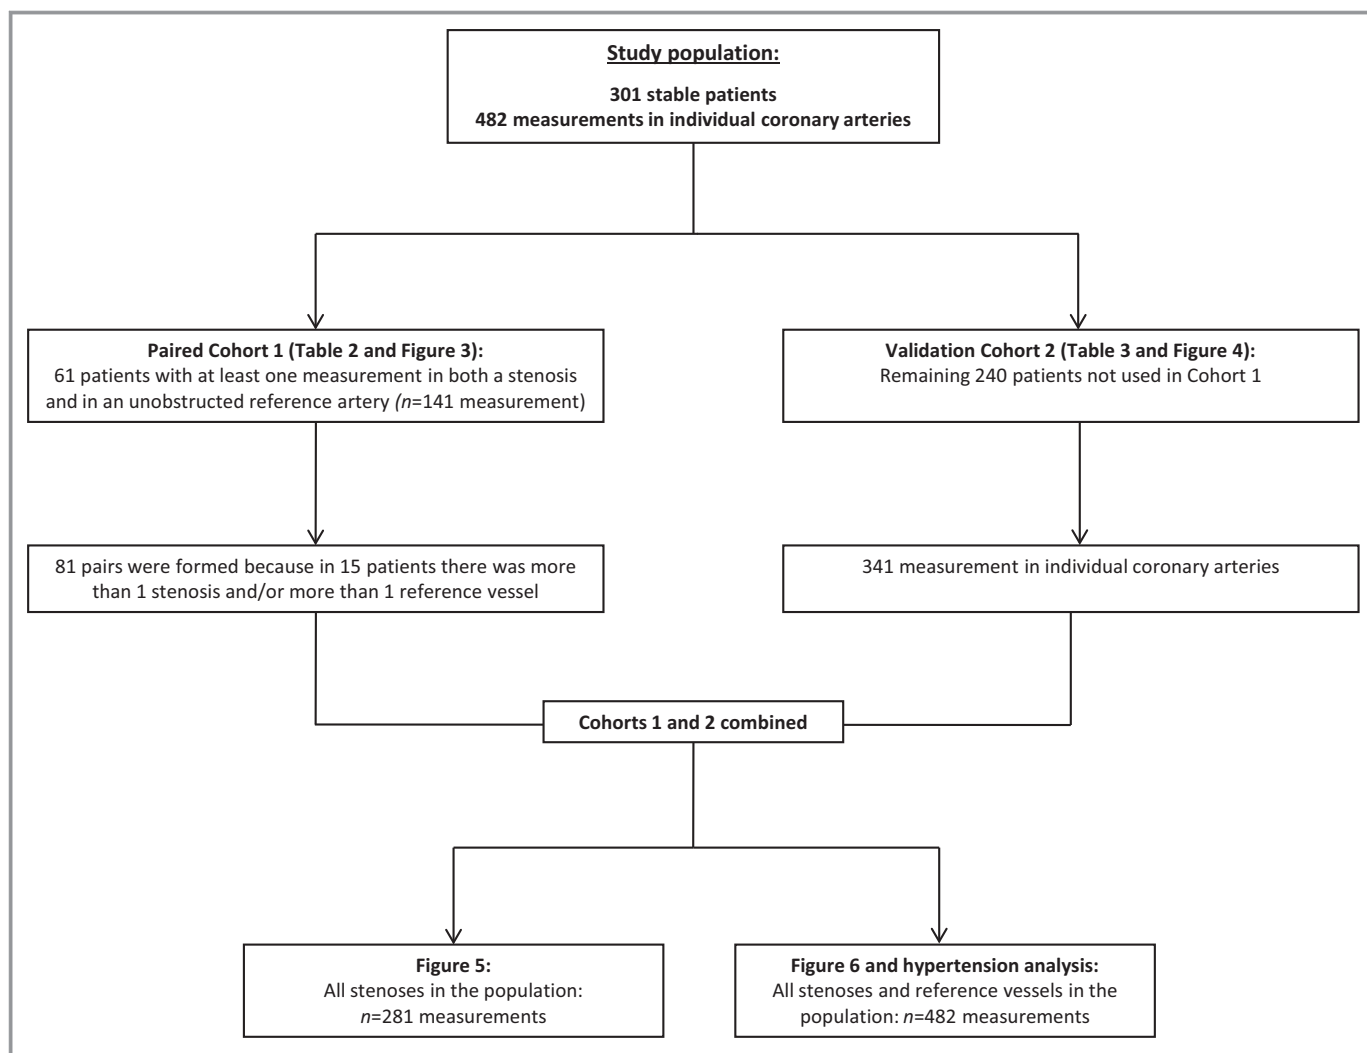 Study population:
301 stable patients
482 measurements in individual coronary arteries
Paired Cohort 1 (Table 2 and Figure 3):
61 patients with at least one measurement in both a stenosis
and in an unobstructed reference artery (n=141 measurement)
Validation Cohort 2 (Table 3 and Figure 4):
Remaining 240 patients not used in Cohort 1
81 pairs were formed because in 15 patients there was more
than 1 stenosis and/or more than 1 reference vessel
341 measurement in individual coronary arteries
Cohorts 1 and 2 combined
Figure 5:
All stenoses in the population:
n=281 measurements
Figure 6 and hypertension analysis:
All stenoses and reference vessels in the
population: n=482 measurements